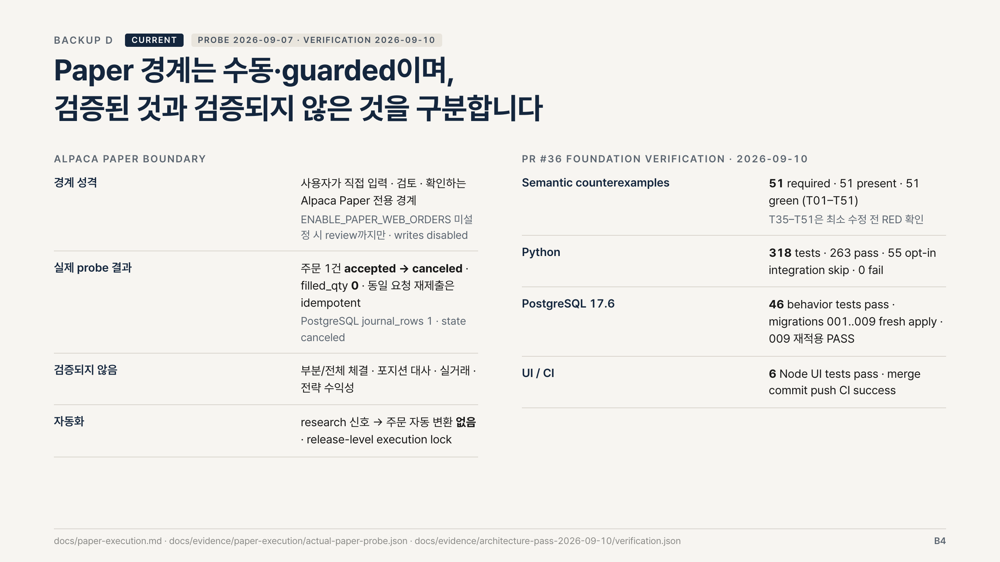 BACKUP D CURRENT PROBE 2026-09-07 · VERIFICATION 2026-09-10
Paper 경계는 수동·guarded이며,
검증된 것과 검증되지 않은 것을 구분합니다
ALPACA PAPER BOUNDARY
경계 성격
사용자가 직접 입력 · 검토 · 확인하는
Alpaca Paper 전용 경계
ENABLE_PAPER_WEB_ORDERS 미설
정 시 review까지만 · writes disabled
실제 probe 결과
주문 1건 accepted → canceled ·
filled_qty 0 · 동일 요청 재제출은
idempotent
PostgreSQL journal_rows 1 · state
canceled
검증되지 않음
부분/전체 체결 · 포지션 대사 · 실거래 ·
전략 수익성
자동화
research 신호 → 주문 자동 변환 없음
· release-level execution lock
PR #36 FOUNDATION VERIFICATION · 2026-09-10
Semantic counterexamples
51 required · 51 present · 51
green (T01–T51)
T35–T51은 최소 수정 전 RED 확인
Python
318 tests · 263 pass · 55 opt-in
integration skip · 0 fail
PostgreSQL 17.6
46 behavior tests pass ·
migrations 001..009 fresh apply ·
009 재적용 PASS
UI / CI
6 Node UI tests pass · merge
commit push CI success
docs/paper-execution.md · docs/evidence/paper-execution/actual-paper-probe.json · docs/evidence/architecture-pass-2026-09-10/verification.json
B4